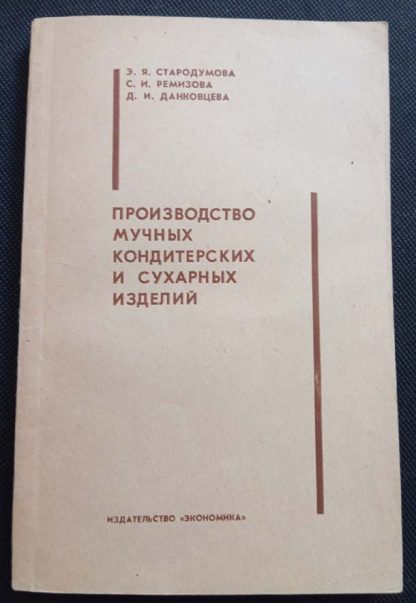 Э. Я. СТАРОДУМОВА
С. И. РЕМИЗОВА
Д. И. ДАНКОВЦЕВА
ПРОИЗВОДСТВО
МУЧНЫХ
КОНДИТЕРСКИХ
И СУХАРНЫХ
ИЗДЕЛИЙ
ИЗДАТЕЛЬСТВО «ЭКОНОМИКА»